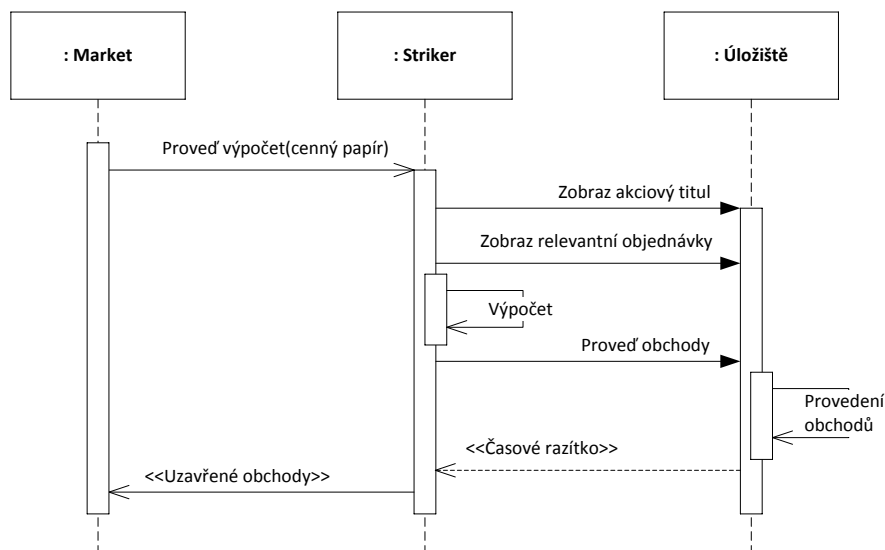 : Market
: Striker
: Úložiště
Proveď výpočet(cenný papír)
Zobraz akciový titul
Zobraz relevantní objednávky
Výpočet
Proveď obchody
Provedení
obchodů
<<Časové razítko>>
<<Uzavřené obchody>>